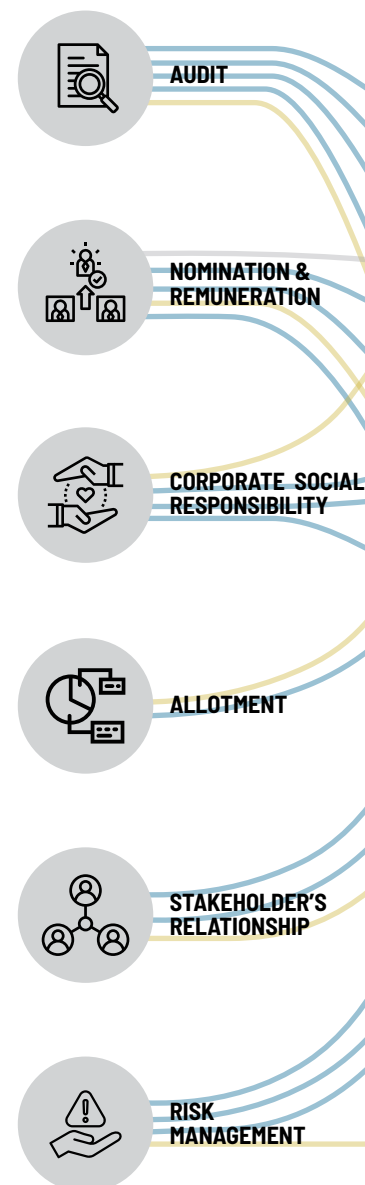 AUDIT
NOMINATION &
REMUNERATION
CORPORATE SOCIAL
RESPONSIBILITY
ALLOTMENT
STAKEHOLDER'S
RELATIONSHIP
RISK
MANAGEMENT